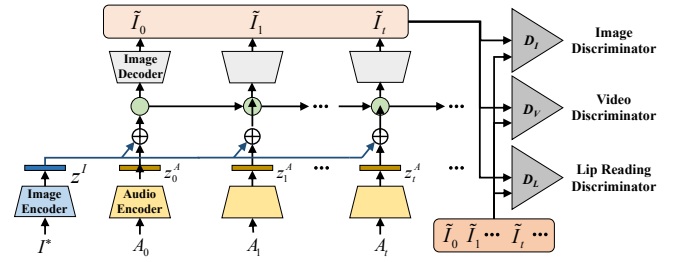 Ĩ₀ Ĩ₁ Ĩₜ
Image
Decoder
D_I
Image
Discriminator
...
...
D_V
Video
Discriminator
z^I z₀^A z₁^A ... zₜ^A ...
Image
Encoder
Audio
Encoder
D_L
Lip Reading
Discriminator
I* A₀ A₁ Aₜ
Ĩ₀ Ĩ₁ ... Ĩₜ ...